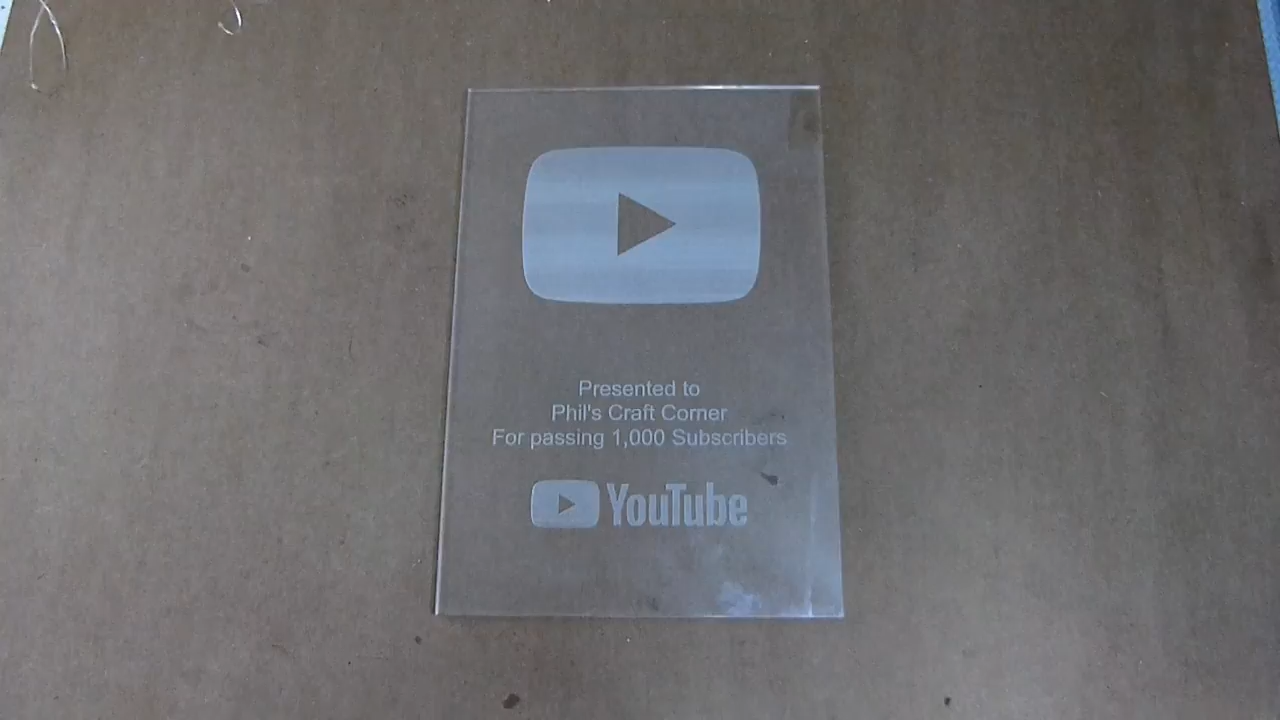 Presented to
Phil's Craft Corner
For passing 1,000 Subscribers
YouTube